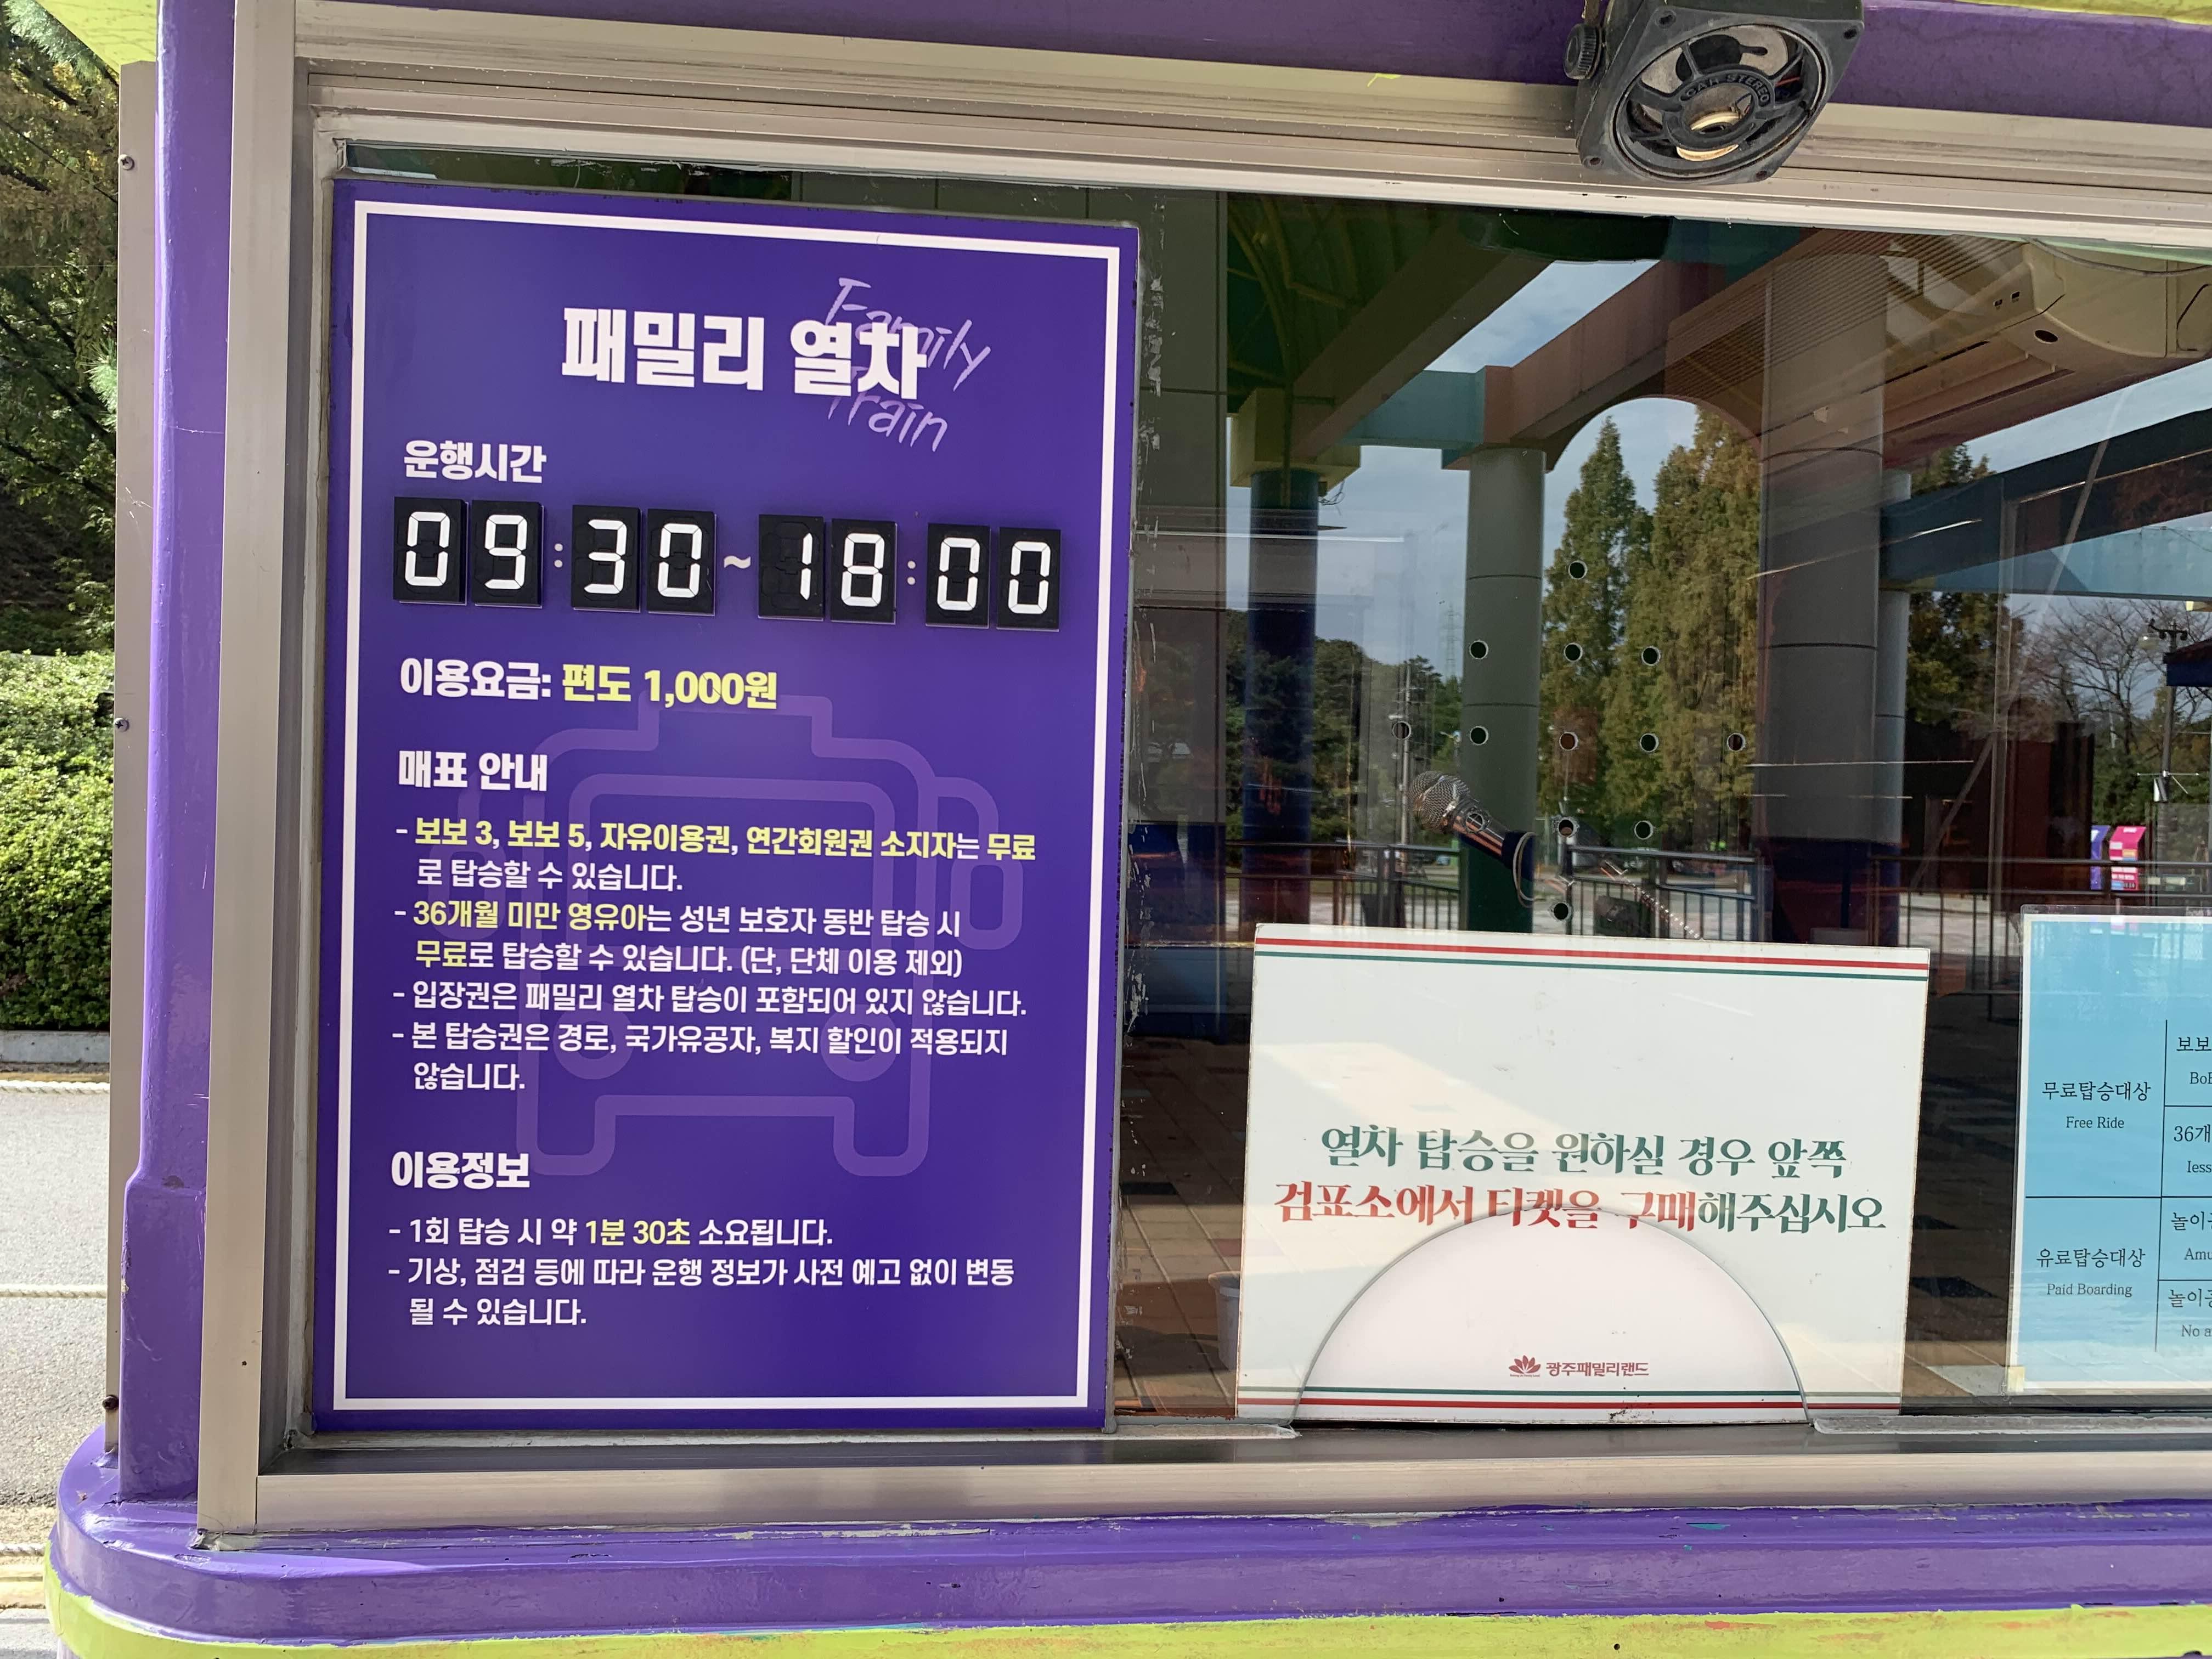 CAR STEREO
Family
패밀리 열차
Train
운행시간
09:30~18:00
이용요금: 편도 1,000원
매표 안내
- 보보 3, 보보 5, 자유이용권, 연간회원권 소지자는 무료
로 탑승할 수 있습니다.
- 36개월 미만 영유아는 성년 보호자 동반 탑승 시
무료로 탑승할 수 있습니다. (단, 단체 이용 제외)
- 입장권은 패밀리 열차 탑승이 포함되어 있지 않습니다.
- 본 탑승권은 경로, 국가유공자, 복지 할인이 적용되지
않습니다.
이용정보
- 1회 탑승 시 약 1분 30초 소요됩니다.
- 기상, 점검 등에 따라 운행 정보가 사전 예고 없이 변동
될 수 있습니다.
열차 탑승을 원하실 경우 앞쪽
검표소에서 티켓을 구매해주십시오
광주패밀리랜드
무료탑승대상
Free Ride
보보
36개
유료탑승대상
Paid Boarding
놀이
놀이